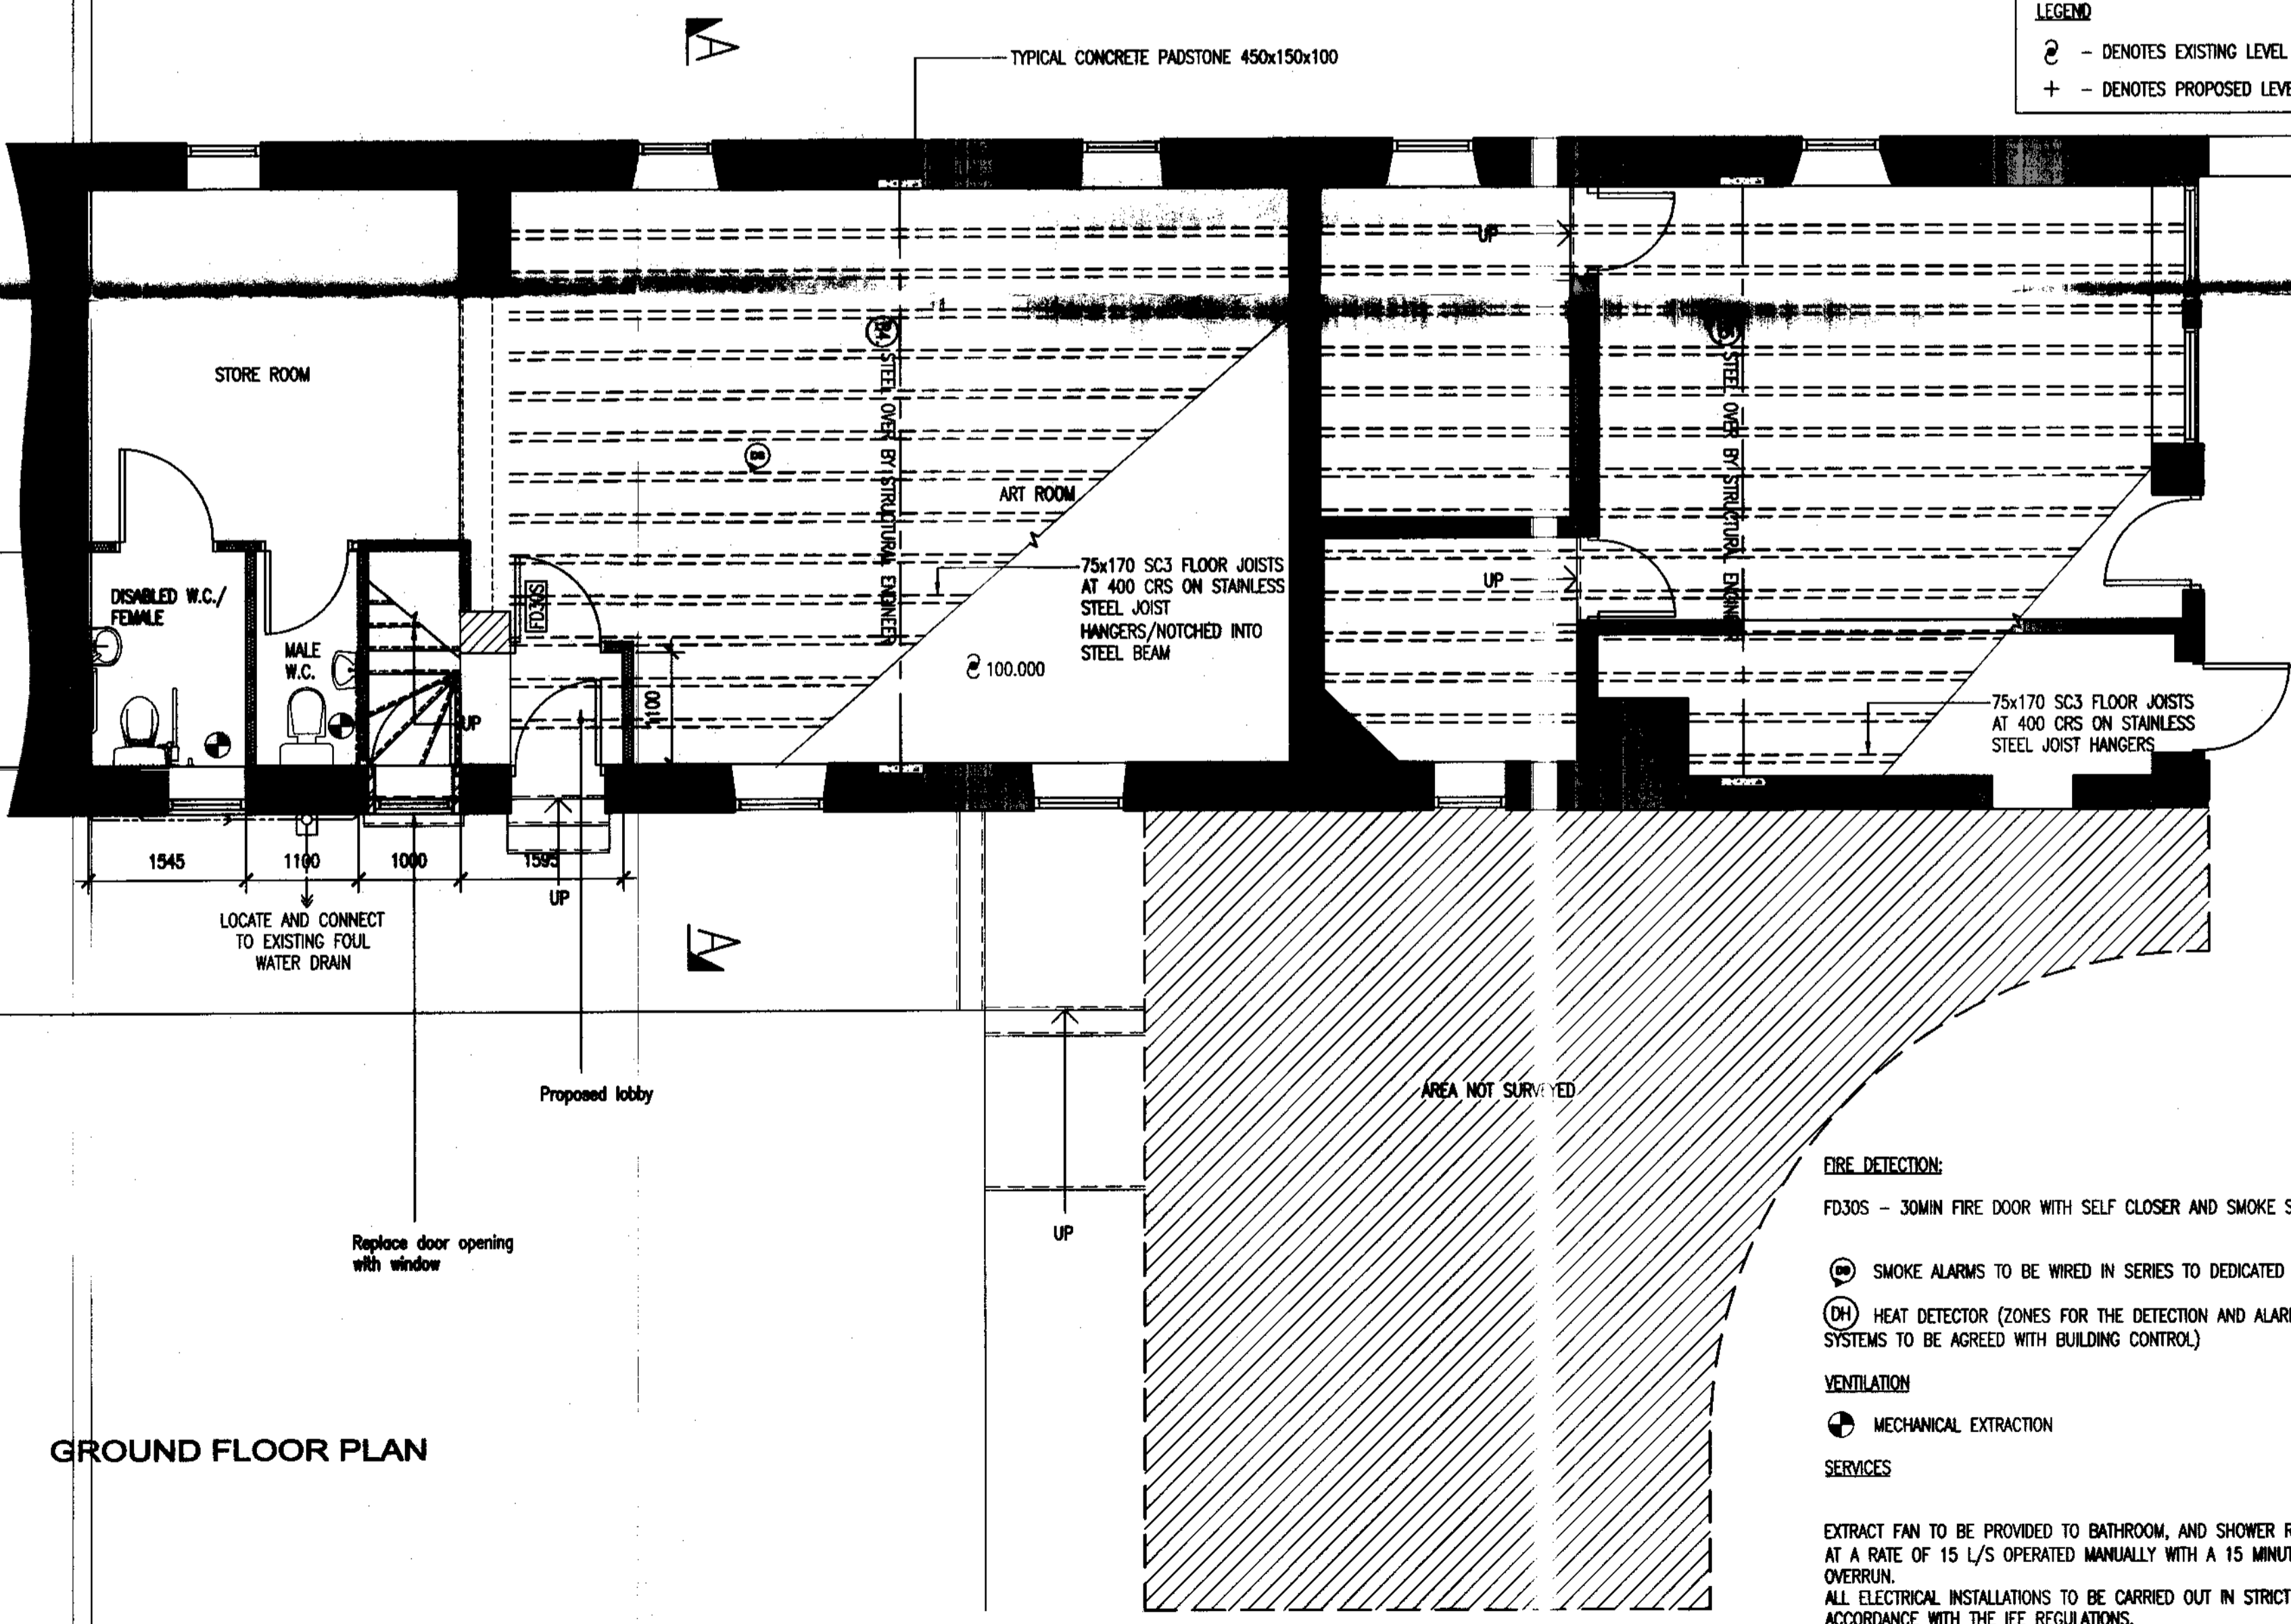 LEGEND
- DENOTES EXISTING LEVEL
+ - DENOTES PROPOSED
A
TYPICAL CONCRETE PADSTONE 450x150x100
UP
STORE ROOM
STEEL OVER BY STRUCTURAL ENGINEER
STEEL OVER BY STRUCTURAL ENGINEER
ART ROOM
75x170 SC3 FLOOR JOISTS
AT 400 CRS ON STAINLESS
STEEL JOIST
HANGERS/NOTCHED INTO
STEEL BEAM
UP
FD30S
DISABLED W.C./
FEMALE
MALE
W.C.
100.000
UP
1100
75x170 SC3 FLOOR JOISTS
AT 400 CRS ON STAINLESS
STEEL JOIST HANGERS
1545
1100
1000
1595
UP
LOCATE AND CONNECT
TO EXISTING FOUL
WATER DRAIN
A
Proposed lobby
AREA NOT SURVEYED
UP
Replace door opening
with window
FIRE DETECTION:
FD30S - 30MIN FIRE DOOR WITH SELF CLOSER AND SMOKE
SMOKE ALARMS TO BE WIRED IN SERIES TO DEDICATED
DH HEAT DETECTOR (ZONES FOR THE DETECTION AND
SYSTEMS TO BE AGREED WITH BUILDING CONTROL)
VENTILATION
MECHANICAL EXTRACTION
SERVICES
GROUND FLOOR PLAN
EXTRACT FAN TO BE PROVIDED TO BATHROOM, AND SHOWER
AT A RATE OF 15 L/S OPERATED MANUALLY WITH A 15
OVERRUN.
ALL ELECTRICAL INSTALLATIONS TO BE CARRIED OUT IN STRICT
ACCORDANCE WITH THE IEE REGULATIONS.